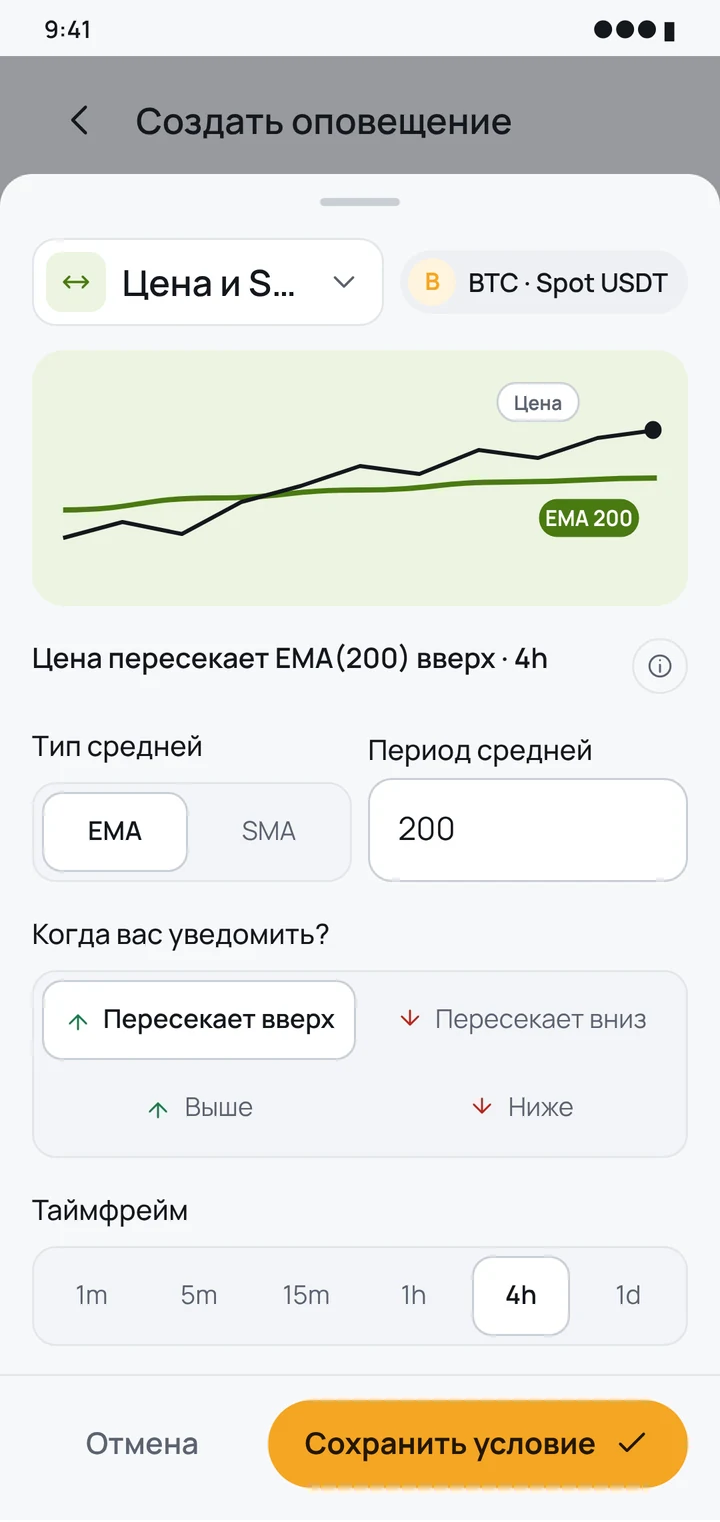 9:41
Создать оповещение
Цена и S...
B
BTC · Spot USDT
Цена
EMA 200
Цена пересекает EMA(200) вверх · 4h
Тип средней
Период средней
EMA
SMA
200
Когда вас уведомить?
Пересекает вверх
Пересекает вниз
Выше
Ниже
Таймфрейм
1m 5m 15m 1h 4h 1d
Отмена
Сохранить условие